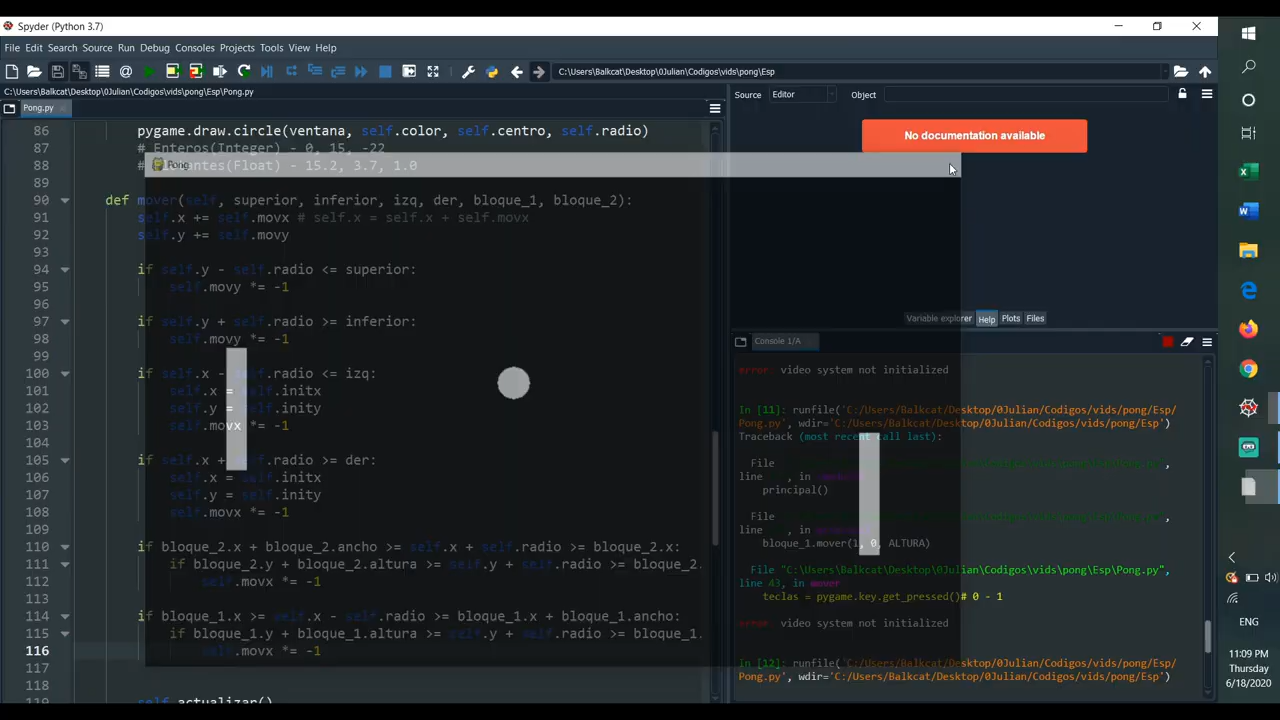 Spyder (Python 3.7)
File Edit Search Source Run Debug Consoles Projects Tools View Help
C:\Users\Balkcat\Desktop\0Julian\Codigos\vids\pong\Esp
C:\Users\Balkcat\Desktop\0Julian\Codigos\vids\pong\Esp\Pong.py
Pong.py
86 pygame.draw.circle(ventana, self.color, self.centro, self.radio)
87 # Enteros(Integer) - 0, 15, -22
88 # (Float) - 15.2, 3.7, 1.0
Pong
89
90 def mover(self, superior, inferior, izq, der, bloque_1, bloque_2):
91 self.x += self.movx # self.x = self.x + self.movx
92 self.y += self.movy
93
94 if self.y - self.radio <= superior:
95 self.movy *= -1
96
97 if self.y + self.radio >= inferior:
98 self.movy *= -1
99
100 if self.x - self.radio <= izq:
101 self.x = self.initx
102 self.y = self.inity
103 self.movx *= -1
104
105 if self.x + self.radio >= der:
106 self.x = self.initx
107 self.y = self.inity
108 self.movx *= -1
109
110 if bloque_2.x + bloque_2.ancho >= self.x + self.radio >= bloque_2.x:
111 if bloque_2.y + bloque_2.altura >= self.y + self.radio >= bloque_2.
112 self.movx *= -1
113
114 if bloque_1.x >= self.x - self.radio >= bloque_1.x + bloque_1.ancho:
115 if bloque_1.y + bloque_1.altura >= self.y + self.radio >= bloque_1.
116 self.movx *= -1
117
118 self.actualizar()
119
Source Editor Object
No documentation available
Variable explorer Help Plots Files
Console 1/A
error: video system not initialized
In [11]: runfile('C:/Users/Balkcat/Desktop/0Julian/Codigos/vids/pong/Esp/
Pong.py', wdir='C:/Users/Balkcat/Desktop/0Julian/Codigos/vids/pong/Esp')
Traceback (most recent call last):
File
line , in
principal()
File
line , in
bloque_1.mover(1, 0, ALTURA)
File "C:\Users\Balkcat\Desktop\0Julian\Codigos\vids\pong\Esp\Pong.py",
line 43, in mover
teclas = pygame.key.get_pressed()# 0 - 1
error: video system not initialized
In [12]: runfile('C:/Users/Balkcat/Desktop/0Julian/Codigos/vids/pong/Esp/
Pong.py', wdir='C:/Users/Balkcat/Desktop/0Julian/Codigos/vids/pong/Esp')
ENG
11:09 PM
Thursday
6/18/2020